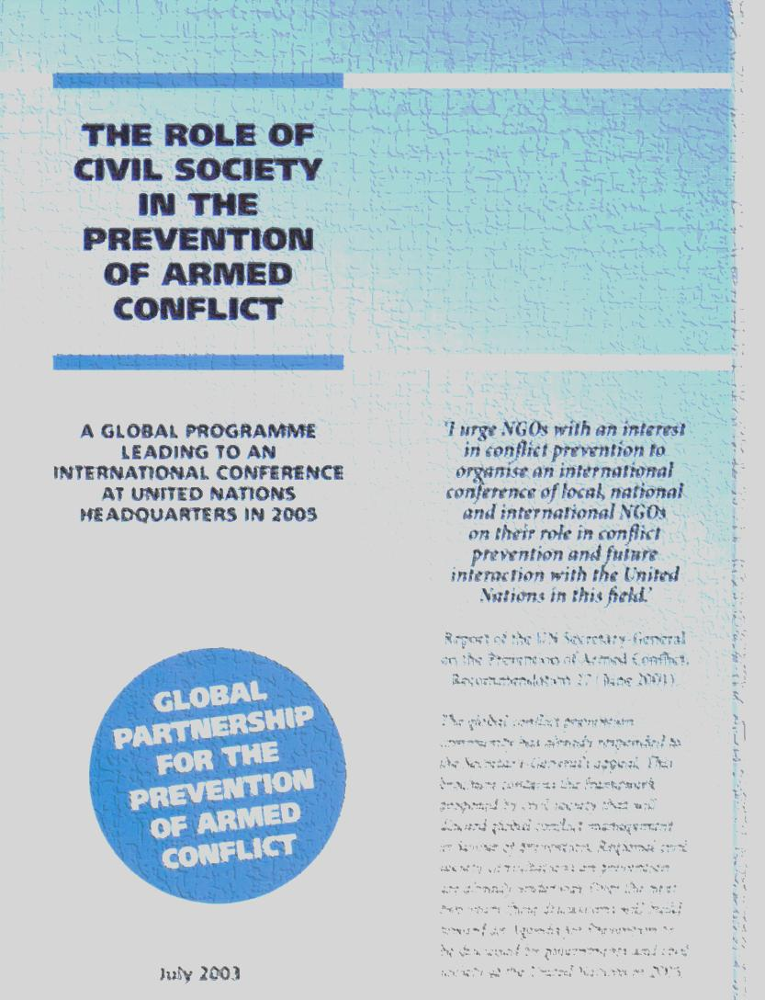 THE ROLE OF
CIVIL SOCIETY
IN THE
PREVENTION
OF ARMED
CONFLICT
A GLOBAL PROGRAMME
LEADING TO AN
INTERNATIONAL CONFERENCE
AT UNITED NATIONS
HEADQUARTERS IN 2005
GLOBAL
PARTNERSHIP
FOR THE
PREVENTION
OF ARMED
CONFLICT
July 2003
'I urge NGOs with an interest
in conflict prevention to
organise an international
conference of local, national
and international NGOs
on their role in conflict
prevention and future
interaction with the United
Nations in this field.'
Report of the UN Secretary-General
on the Prevention of Armed Conflict,
Recommendation 27 (June 2001)
The global conflict prevention
community has already responded to
the Secretary-General's appeal. This
brochure contains the framework
proposed by civil society that will
global conflict management
in favour of prevention. Regional civil
society consultations on prevention
are already underway. Over the next
two years these discussions will build
toward an Agenda for Prevention to
be discussed by governments and civil
society at the United Nations in 2005.